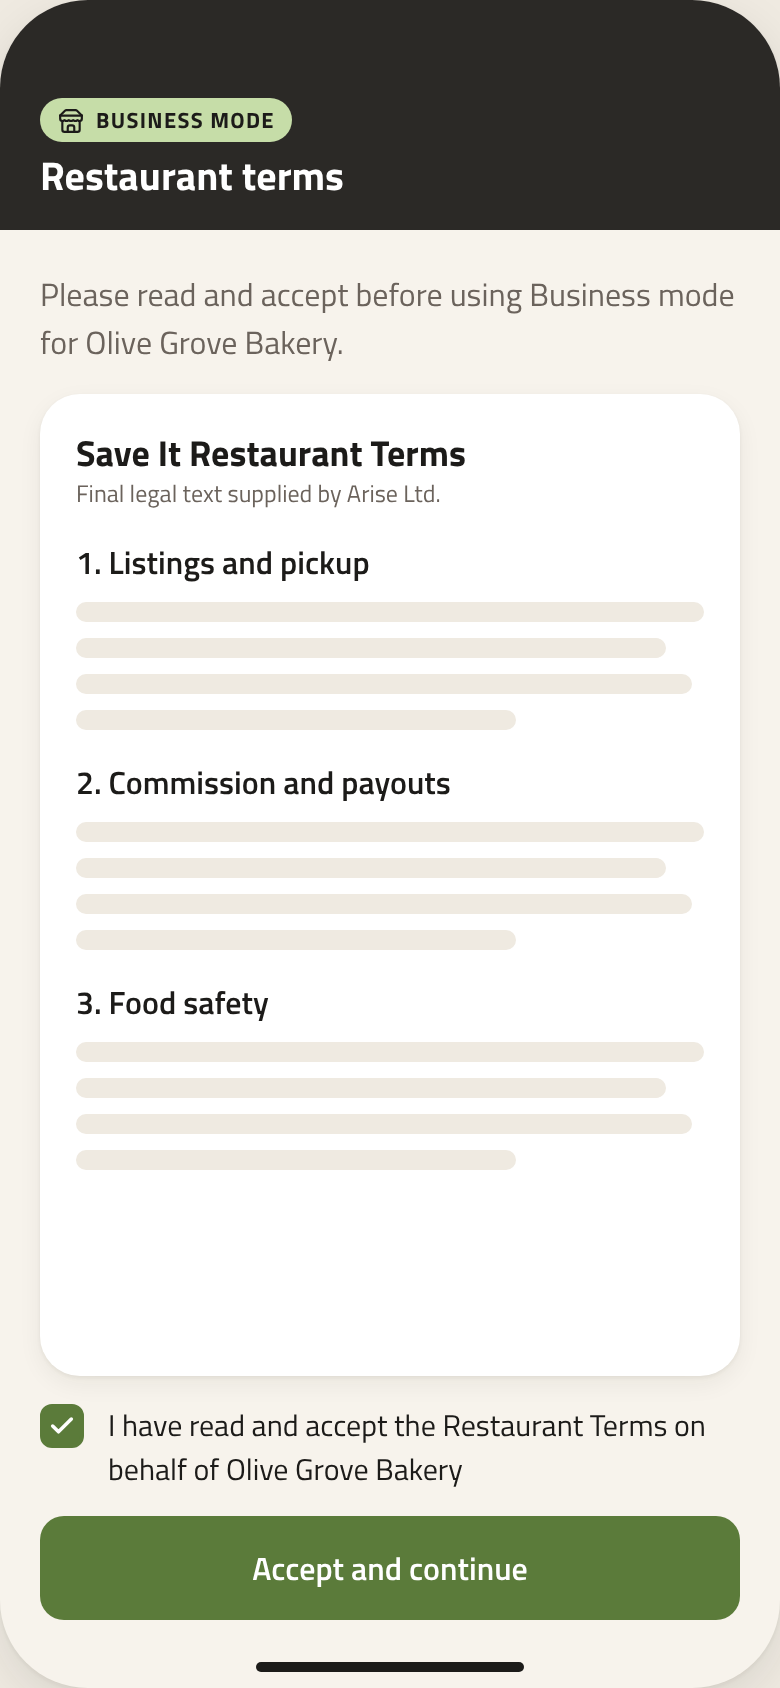 BUSINESS MODE
Restaurant terms
Please read and accept before using Business mode
for Olive Grove Bakery.
Save It Restaurant Terms
Final legal text supplied by Arise Ltd.
1. Listings and pickup
2. Commission and payouts
3. Food safety
I have read and accept the Restaurant Terms on
behalf of Olive Grove Bakery
Accept and continue